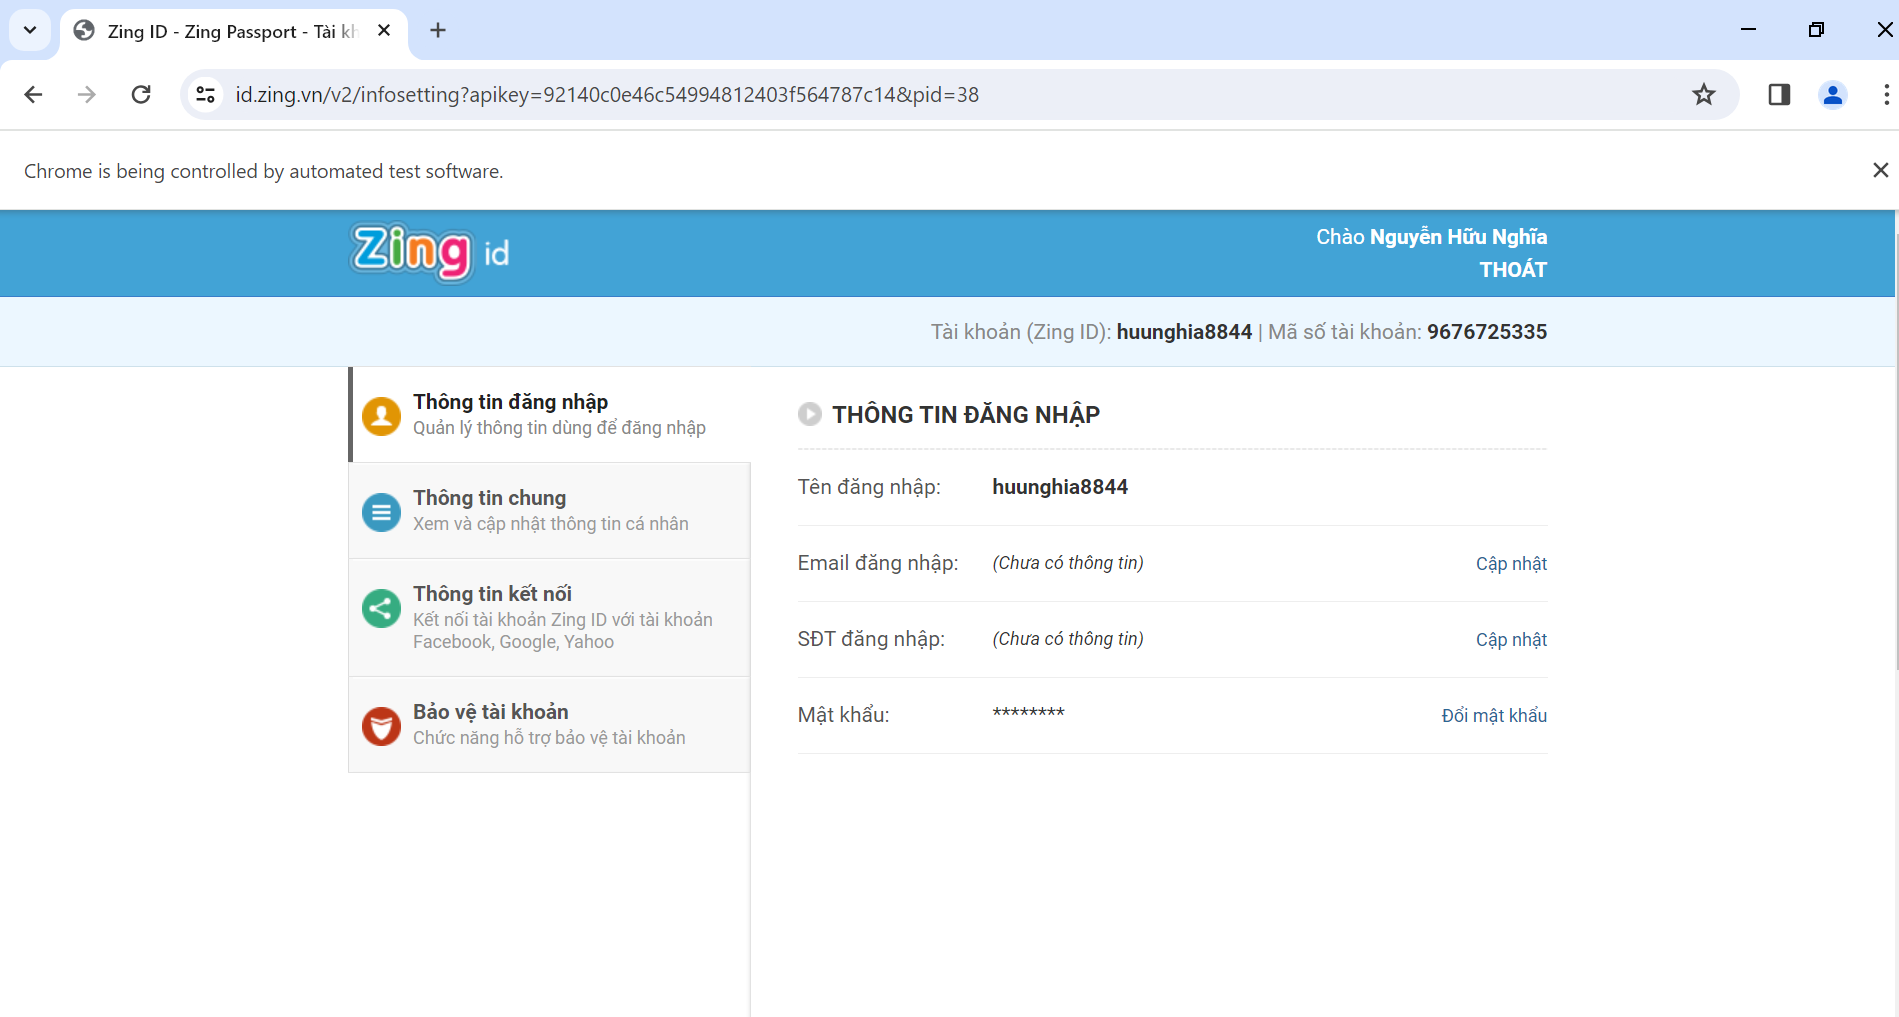 Zing ID - Zing Passport - Tài kh
id.zing.vn/v2/infosetting?apikey=92140c0e46c54994812403f564787c14&pid=38
Chrome is being controlled by automated test software.
Zing id
Chào Nguyễn Hữu Nghĩa
THOÁT
Tài khoản (Zing ID): huunghia8844 | Mã số tài khoản: 9676725335
Thông tin đăng nhập
Quản lý thông tin dùng để đăng nhập
Thông tin chung
Xem và cập nhật thông tin cá nhân
Thông tin kết nối
Kết nối tài khoản Zing ID với tài khoản
Facebook, Google, Yahoo
Bảo vệ tài khoản
Chức năng hỗ trợ bảo vệ tài khoản
THÔNG TIN ĐĂNG NHẬP
Tên đăng nhập: huunghia8844
Email đăng nhập: (Chưa có thông tin) Cập nhật
SĐT đăng nhập: (Chưa có thông tin) Cập nhật
Mật khẩu: ******** Đổi mật khẩu